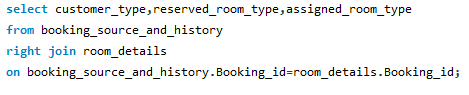 select customer_type,reserved_room_type,assigned_room_type
from booking_source_and_history
right join room_details
on booking_source_and_history.Booking_id=room_details.Booking_id;